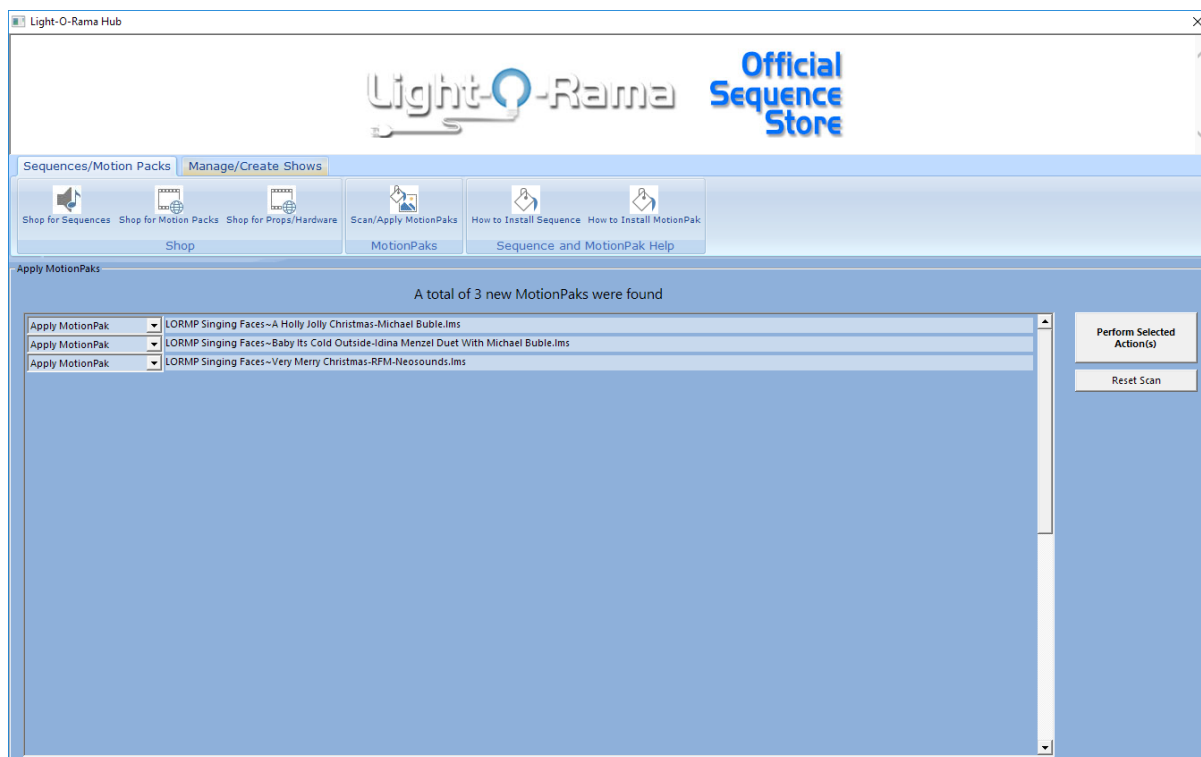 Light-O-Rama Hub
Light-O-Rama
Official
Sequence
Store
Sequences/Motion Packs Manage/Create Shows
Shop for Sequences Shop for Motion Packs Shop for Props/Hardware Scan/Apply MotionPaks How to Install Sequence How to Install MotionPak
Shop MotionPaks Sequence and MotionPak Help
Apply MotionPaks
A total of 3 new MotionPaks were found
Apply MotionPak LORMP Singing Faces~A Holly Jolly Christmas-Michael Buble.lms
Apply MotionPak LORMP Singing Faces~Baby Its Cold Outside-Idina Menzel Duet With Michael Buble.lms
Apply MotionPak LORMP Singing Faces~Very Merry Christmas-RFM-Neosounds.lms
Perform Selected
Action(s)
Reset Scan